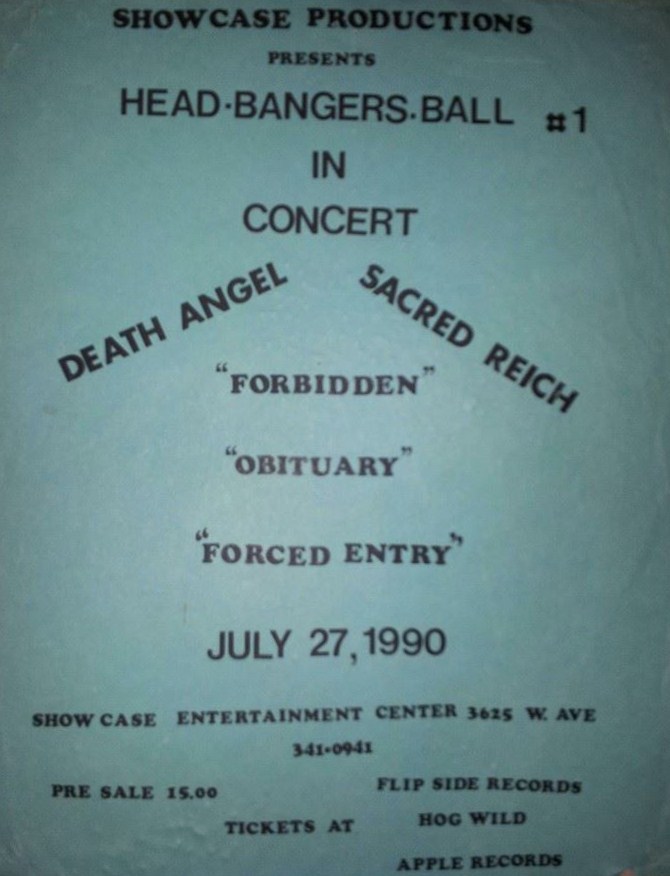 SHOWCASE PRODUCTIONS
PRESENTS
HEAD·BANGERS·BALL #1
IN
CONCERT
DEATH ANGEL
SACRED REICH
“FORBIDDEN”
“OBITUARY”
“FORCED ENTRY”
JULY 27, 1990
SHOW CASE ENTERTAINMENT CENTER 3625 W. AVE
341-0941
PRE SALE 15.00
TICKETS AT
FLIP SIDE RECORDS
HOG WILD
APPLE RECORDS